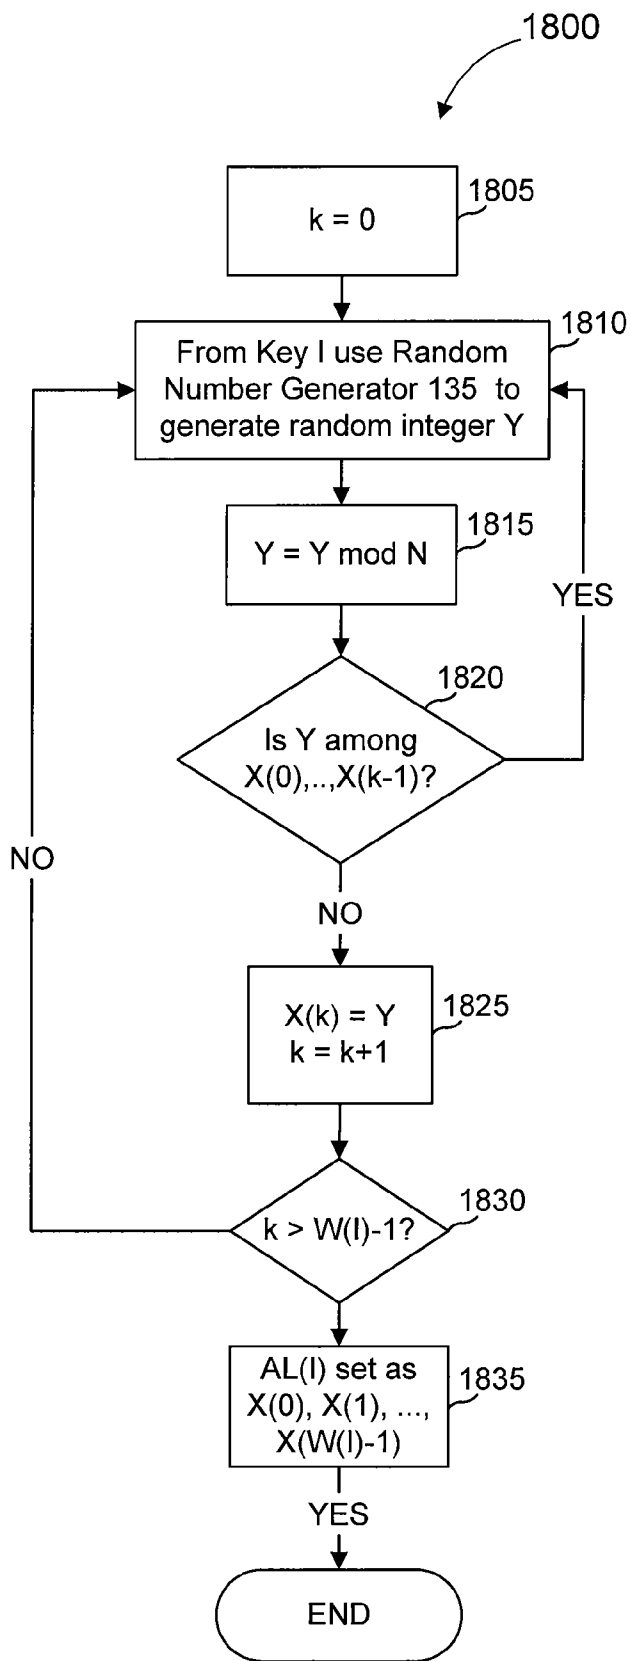 1800
1805
k = 0
1810
From Key I use Random
Number Generator 135 to
generate random integer Y
1815
Y = Y mod N
YES
1820
Is Y among
X(0),..,X(k-1)?
NO
NO
1825
X(k) = Y
k = k+1
1830
k > W(I)-1?
1835
AL(I) set as
X(0), X(1), ...,
X(W(I)-1)
YES
END